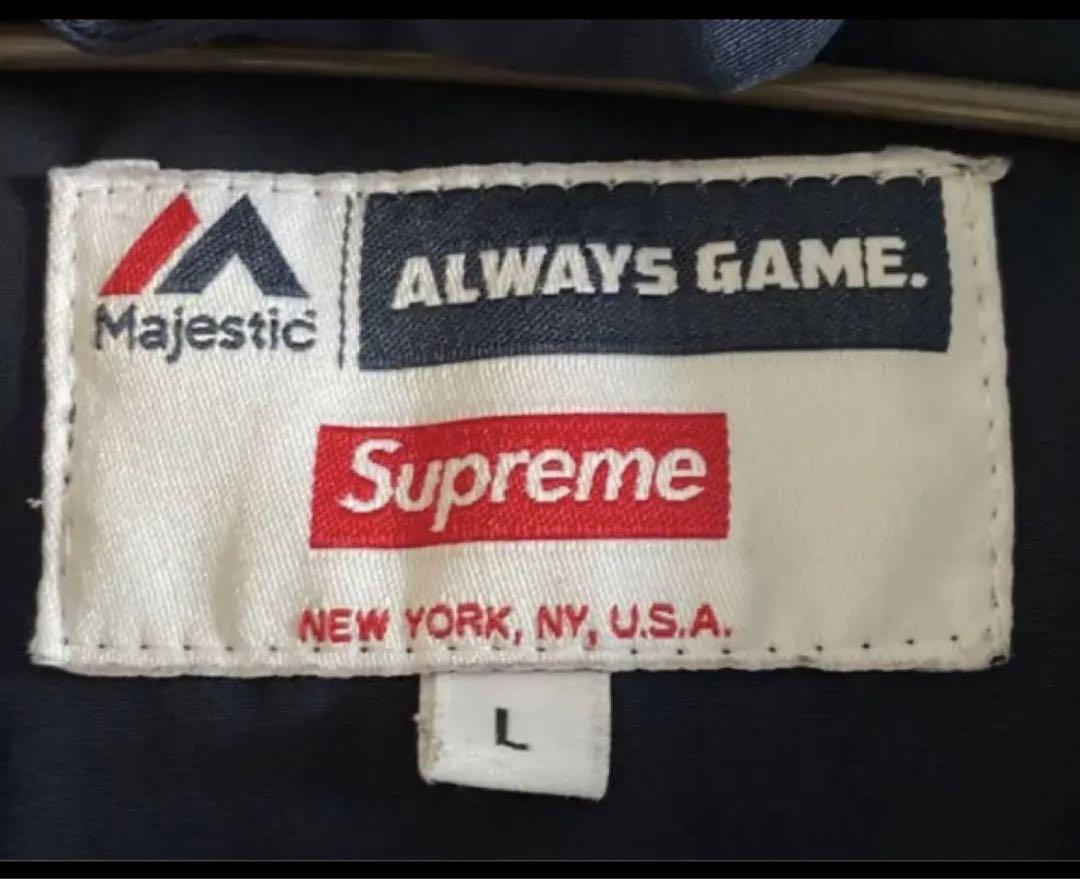 Majestic
ALWAYS GAME.
Supreme
NEW YORK, NY, U.S.A.
L